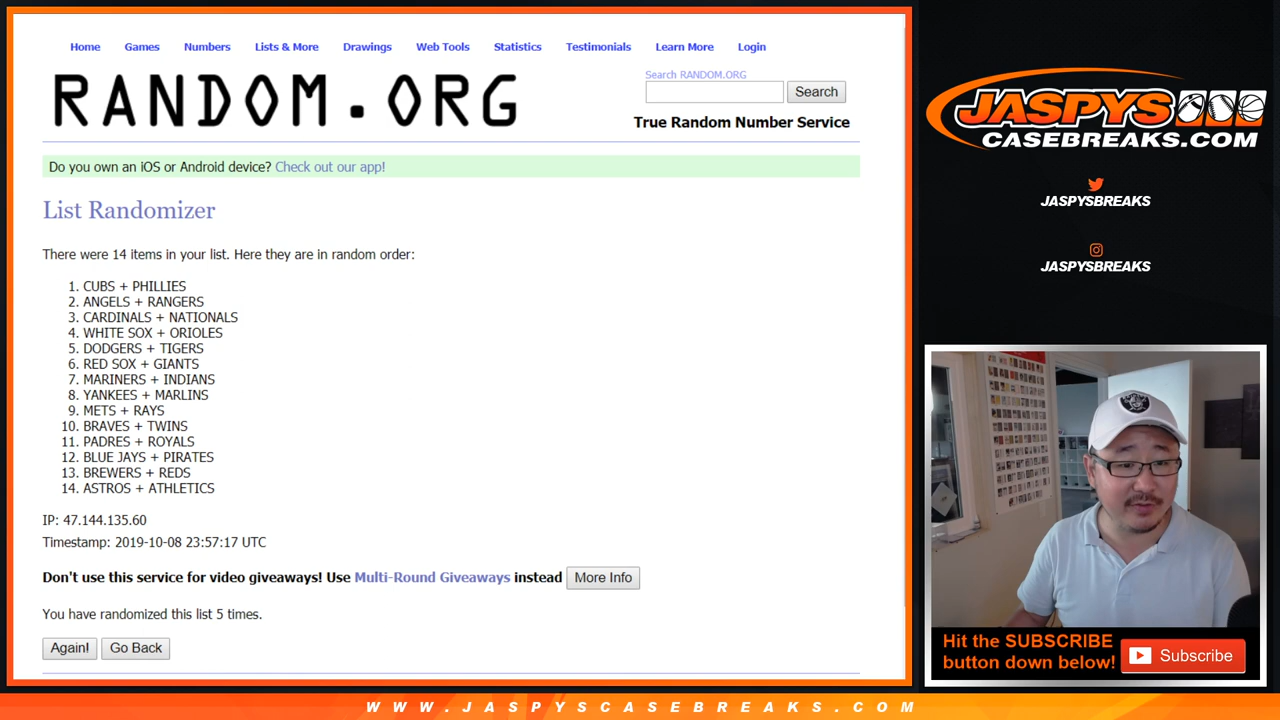 Home Games Numbers Lists & More Drawings Web Tools Statistics Testimonials Learn More Login
RANDOM.ORG
Search RANDOM.ORG
Search
True Random Number Service
Do you own an iOS or Android device? Check out our app!
List Randomizer
There were 14 items in your list. Here they are in random order:
1. CUBS + PHILLIES
2. ANGELS + RANGERS
3. CARDINALS + NATIONALS
4. WHITE SOX + ORIOLES
5. DODGERS + TIGERS
6. RED SOX + GIANTS
7. MARINERS + INDIANS
8. YANKEES + MARLINS
9. METS + RAYS
10. BRAVES + TWINS
11. PADRES + ROYALS
12. BLUE JAYS + PIRATES
13. BREWERS + REDS
14. ASTROS + ATHLETICS
IP: 47.144.135.60
Timestamp: 2019-10-08 23:57:17 UTC
Don't use this service for video giveaways! Use Multi-Round Giveaways instead More Info
You have randomized this list 5 times.
Again! Go Back
JASPYS
CASEBREAKS.COM
JASPYSBREAKS
JASPYSBREAKS
Hit the SUBSCRIBE
button down below!
Subscribe
WWW.JASPYSCASEBREAKS.COM